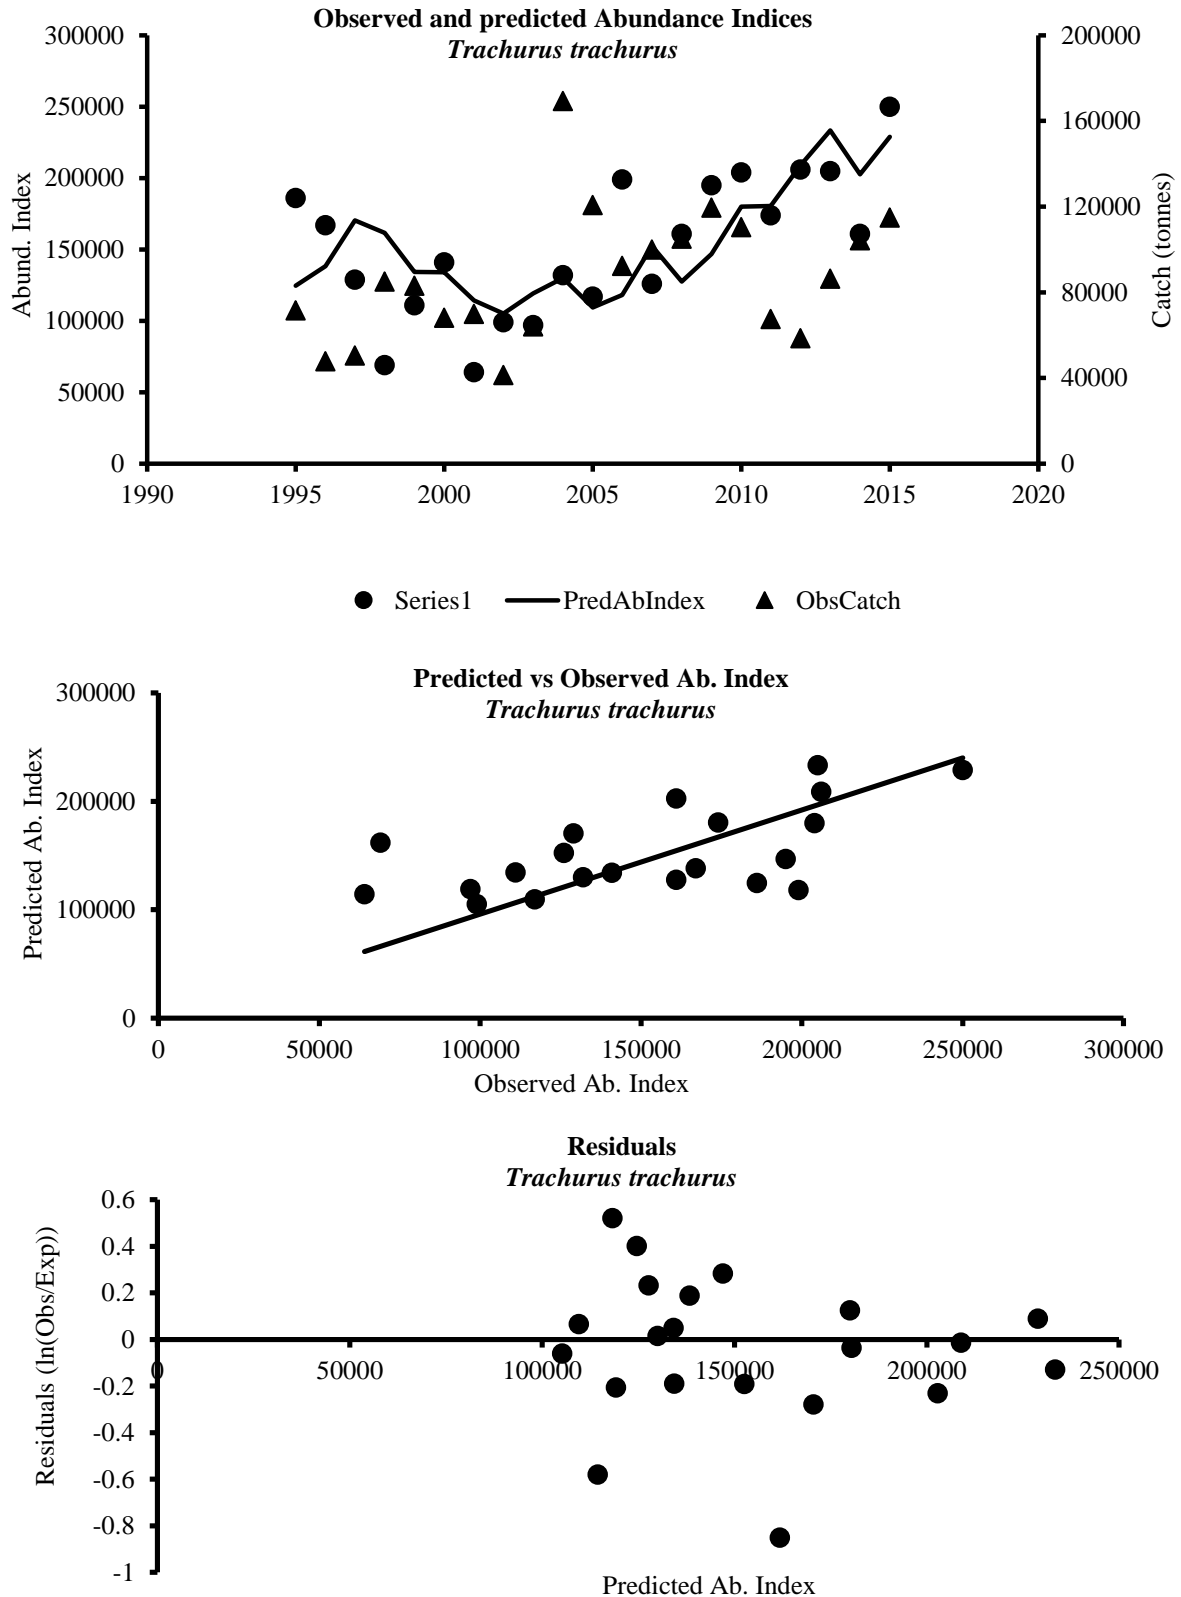 Observed and predicted Abundance Indices
Trachurus trachurus
300000
250000
200000
150000
100000
50000
0
Abund. Index
200000
160000
120000
80000
40000
0
Catch (tonnes)
1990 1995 2000 2005 2010 2015 2020
Series1 PredAbIndex ObsCatch
Predicted vs Observed Ab. Index
Trachurus trachurus
300000
200000
100000
0
Predicted Ab. Index
0 50000 100000 150000 200000 250000 300000
Observed Ab. Index
Residuals
Trachurus trachurus
0.6
0.4
0.2
0
-0.2
-0.4
-0.6
-0.8
-1
Residuals (ln(Obs/Exp))
0 50000 100000 150000 200000 250000
Predicted Ab. Index